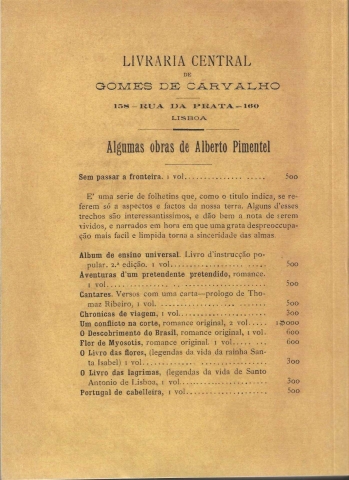 LIVRARIA CENTRAL
DE
GOMES DE CARVALHO
158—RUA DA PRATA—160
LISBOA
Algumas obras de Alberto Pimentel
Sem passar a fronteira. 1 vol................ 500
E' uma serie de folhetins que, como o titulo indica, se re-
ferem só a aspectos e factos da nossa terra. Alguns d'esses
trechos são interessantissimos, e dão bem a nota de serem
vividos, e narrados em hora em que uma grata despreoccupa-
ção mais facil e limpida torna a sinceridade das almas.
Album de ensino universal. Livro d'instrucção po-
pular. 2.ª edição. 1 vol................ 500
Aventuras d'um pretendente pretendido, romance.
1 vol................ 500
Cantares. Versos com uma carta—prologo de Tho-
maz Ribeiro, 1 vol................ 500
Chronicas de viagem, 1 vol................ 300
Um conflicto na corte, romance original, 2 vol..... 1$000
O Descobrimento do Brasil, romance original, vol. 600
Flor de Myosotis, romance original. 1 vol........ 600
O Livro das flores, (legendas da vida da rainha San-
ta Isabel) 1 vol................ 300
O Livro das lagrimas, (legendas da vida de Santo
Antonio de Lisboa, 1 vol................ 300
Portugal de cabelleira, 1 vol................ 500